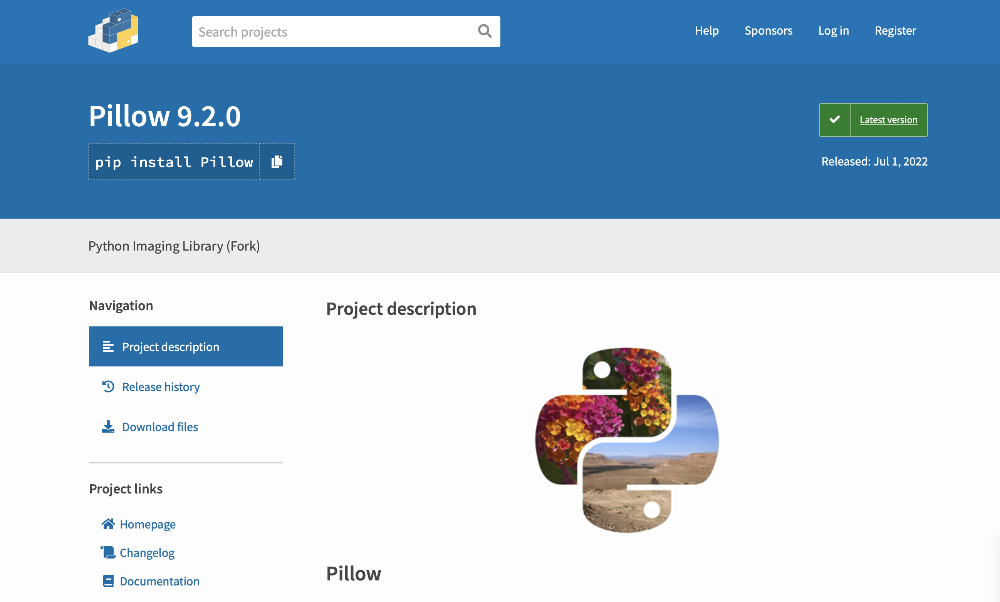 Search projects
Help
Sponsors
Log in
Register
Pillow 9.2.0
Latest version
pip install Pillow
Released: Jul 1, 2022
Python Imaging Library (Fork)
Navigation
Project description
Release history
Download files
Project links
Homepage
Changelog
Documentation
Project description
Pillow